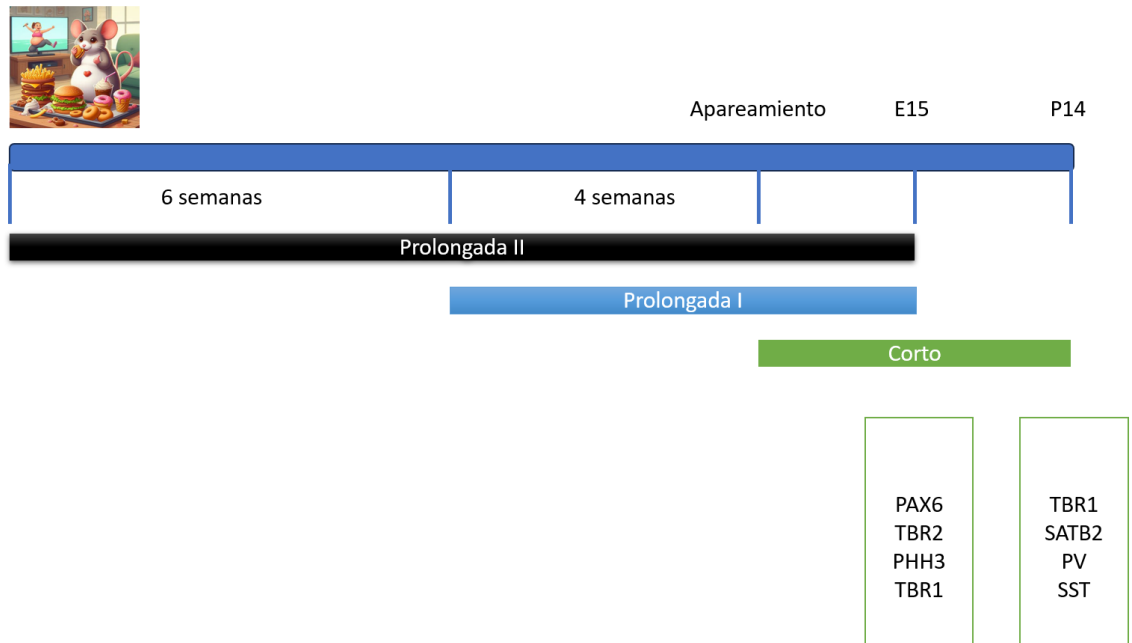 Apareamiento E15 P14
6 semanas 4 semanas
Prolongada II
Prolongada I
Corto
PAX6
TBR2
PHH3
TBR1
TBR1
SATB2
PV
SST